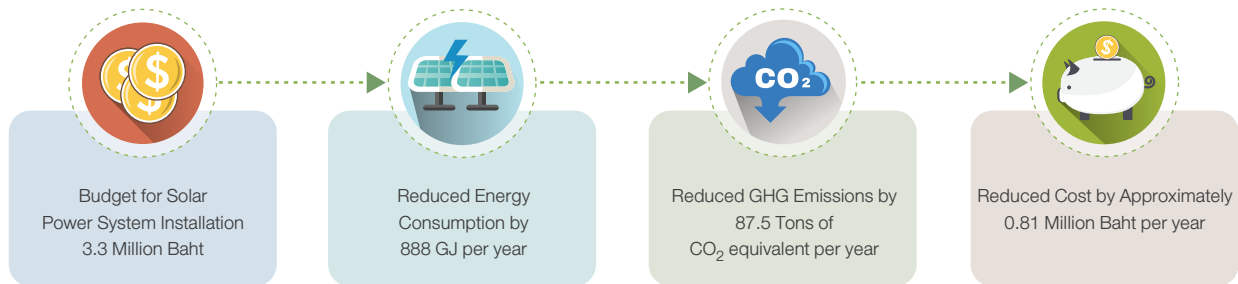 $ $ $
CO₂
$
Budget for Solar
Power System Installation
3.3 Million Baht
Reduced Energy
Consumption by
888 GJ per year
Reduced GHG Emissions by
87.5 Tons of
CO₂ equivalent per year
Reduced Cost by Approximately
0.81 Million Baht per year